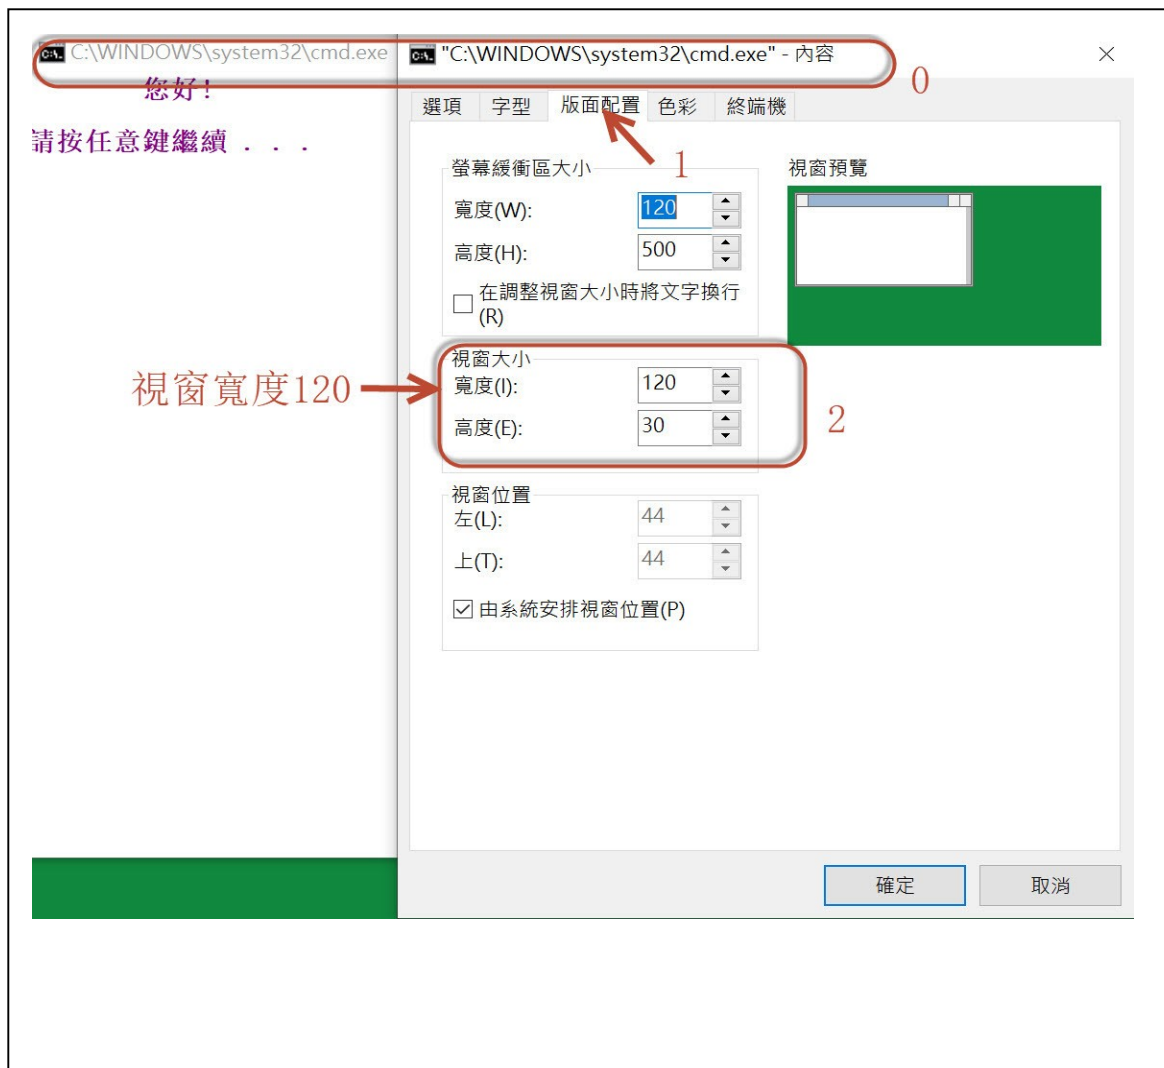 C:\WINDOWS\system32\cmd.exe
"C:\WINDOWS\system32\cmd.exe" - 內容
0
您好!
請按任意鍵繼續 . . .
選項 字型 版面配置 色彩 終端機
1
螢幕緩衝區大小
寬度(W): 120
高度(H): 500
在調整視窗大小時將文字換行
(R)
視窗預覽
視窗大小
寬度(I): 120
高度(E): 30
視窗寬度120
2
視窗位置
左(L): 44
上(T): 44
由系統安排視窗位置(P)
確定 取消